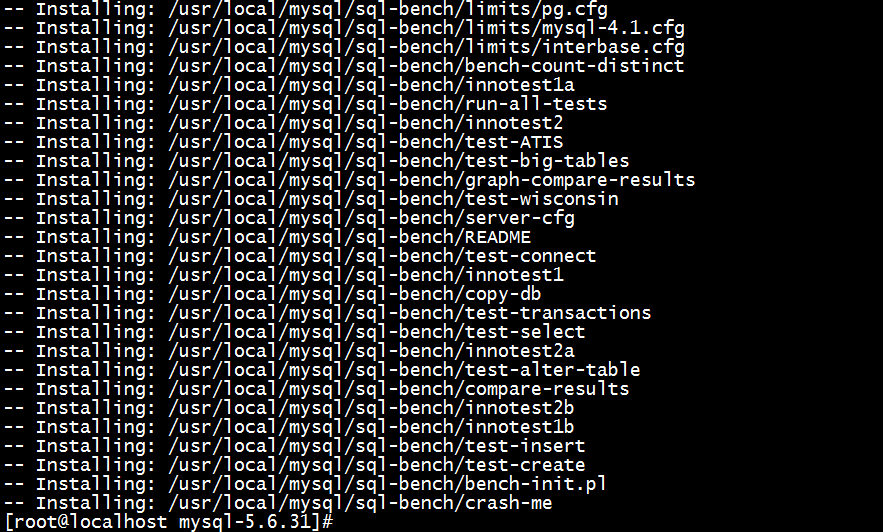 -- Installing: /usr/local/mysql/sql-bench/limits/pg.cfg
-- Installing: /usr/local/mysql/sql-bench/limits/mysql-4.1.cfg
-- Installing: /usr/local/mysql/sql-bench/limits/interbase.cfg
-- Installing: /usr/local/mysql/sql-bench/bench-count-distinct
-- Installing: /usr/local/mysql/sql-bench/innotest1a
-- Installing: /usr/local/mysql/sql-bench/run-all-tests
-- Installing: /usr/local/mysql/sql-bench/innotest2
-- Installing: /usr/local/mysql/sql-bench/test-ATIS
-- Installing: /usr/local/mysql/sql-bench/test-big-tables
-- Installing: /usr/local/mysql/sql-bench/graph-compare-results
-- Installing: /usr/local/mysql/sql-bench/test-wisconsin
-- Installing: /usr/local/mysql/sql-bench/server-cfg
-- Installing: /usr/local/mysql/sql-bench/README
-- Installing: /usr/local/mysql/sql-bench/test-connect
-- Installing: /usr/local/mysql/sql-bench/innotest1
-- Installing: /usr/local/mysql/sql-bench/copy-db
-- Installing: /usr/local/mysql/sql-bench/test-transactions
-- Installing: /usr/local/mysql/sql-bench/test-select
-- Installing: /usr/local/mysql/sql-bench/innotest2a
-- Installing: /usr/local/mysql/sql-bench/test-alter-table
-- Installing: /usr/local/mysql/sql-bench/compare-results
-- Installing: /usr/local/mysql/sql-bench/innotest2b
-- Installing: /usr/local/mysql/sql-bench/innotest1b
-- Installing: /usr/local/mysql/sql-bench/test-insert
-- Installing: /usr/local/mysql/sql-bench/test-create
-- Installing: /usr/local/mysql/sql-bench/bench-init.pl
-- Installing: /usr/local/mysql/sql-bench/crash-me
[root@localhost mysql-5.6.31]#